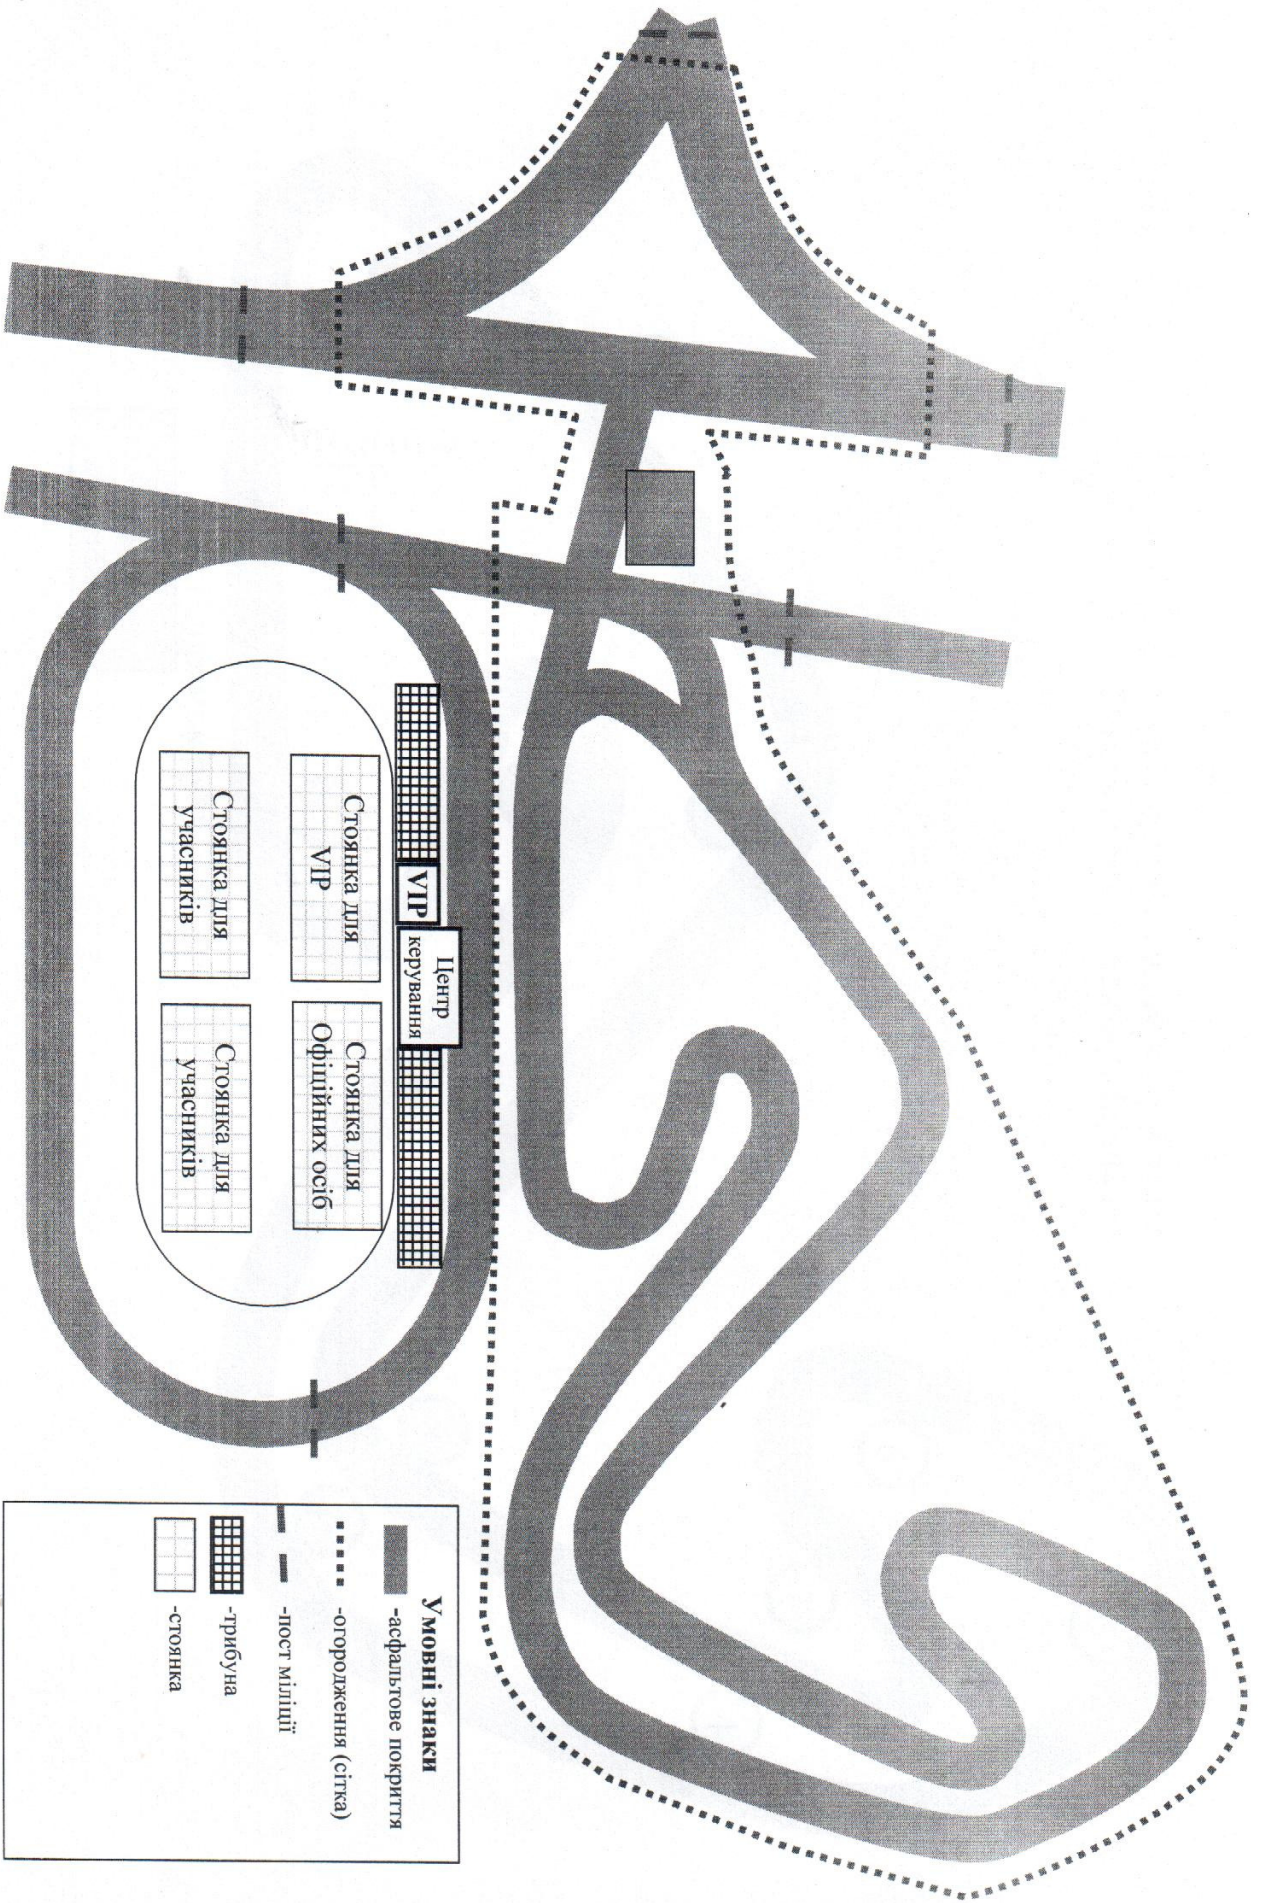 VIP
Центр
керування
Стоянка для
VIP
Стоянка для
Офіційних осіб
Стоянка для
учасників
Стоянка для
учасників
Умовні знаки
-асфальтове покриття
-огородження (сітка)
-пост міліції
-трибуна
-стоянка